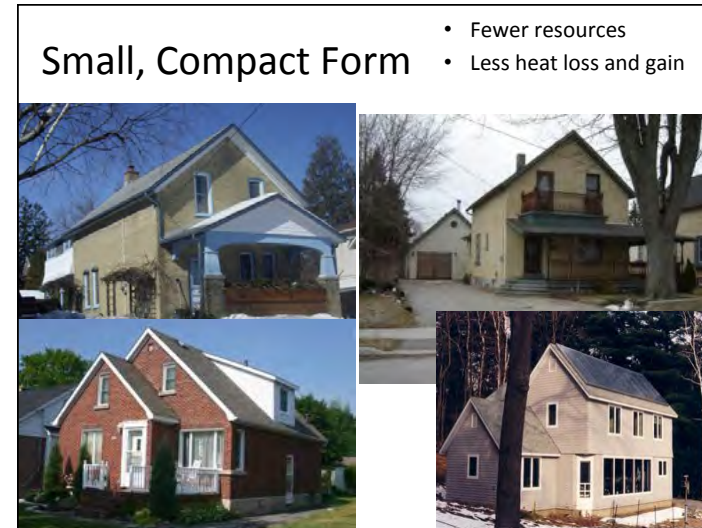 Small, Compact Form
• Fewer resources
• Less heat loss and gain